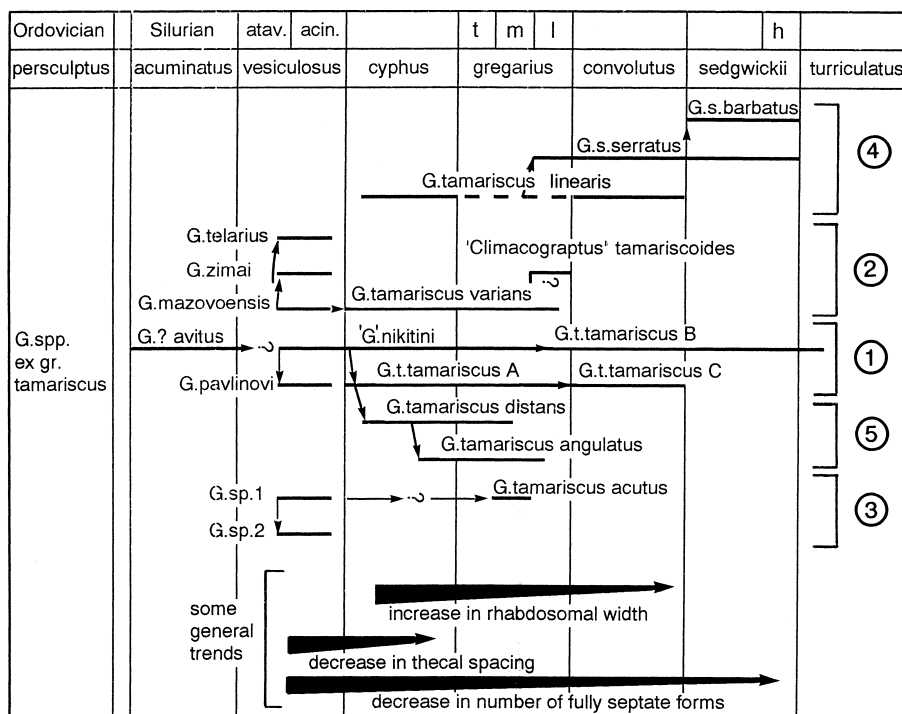 Ordovician Silurian atav. acin. t m l h
persculptus acuminatus vesiculosus cyphus gregarius convolutus sedgwickii turriculatus
G.s.barbatus
G.s.serratus
④
G.tamariscus linearis
G.telarius
'Climacograptus' tamariscoides
G.zimai
?
②
G.mazovoensis
G.tamariscus varians
G.spp.
ex gr.
tamariscus
G.? avitus
?
'G'.nikitini
G.t.tamariscus B
①
G.pavlinovi
G.t.tamariscus A
G.t.tamariscus C
G.tamariscus distans
⑤
G.tamariscus angulatus
G.sp.1
?
G.tamariscus acutus
③
G.sp.2
some
general
trends
increase in rhabdosomal width
decrease in thecal spacing
decrease in number of fully septate forms